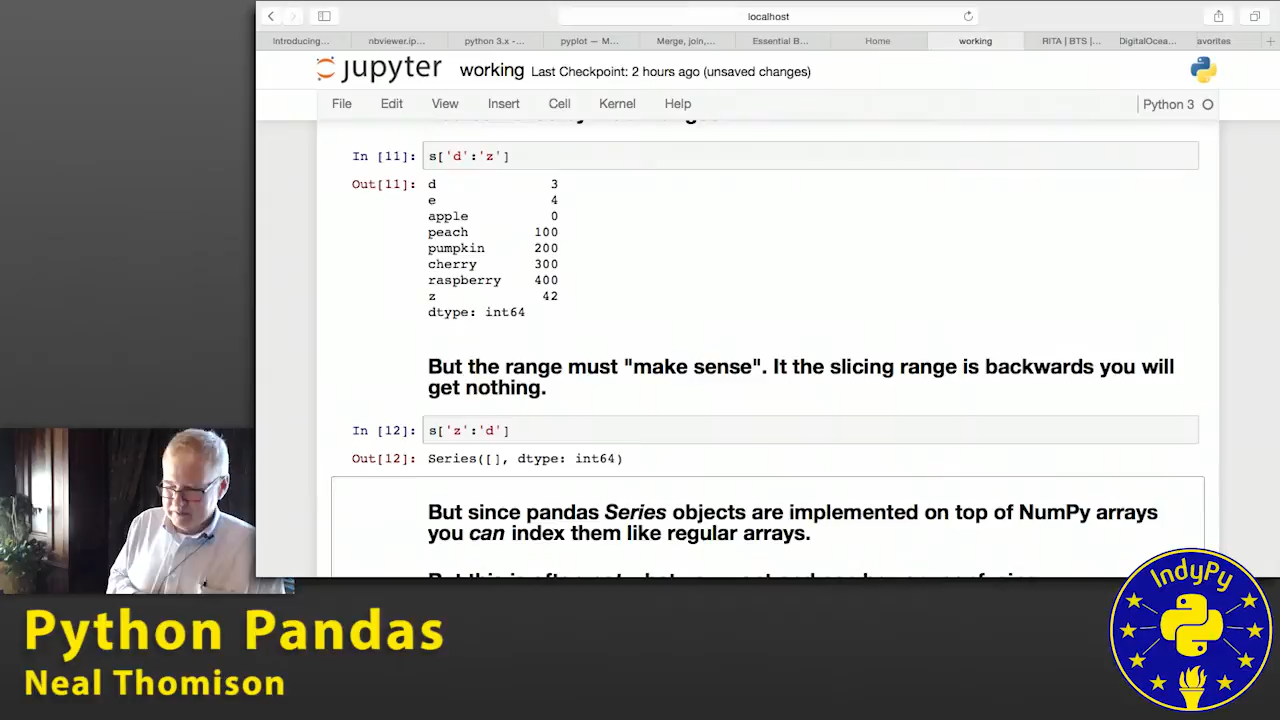 localhost
Introducing...
nbviewer.ip...
python 3.x -...
pyplot — M...
Merge, join,...
Essential B...
Home
working
RITA | BTS |...
DigitalOcea...
avorites
jupyter working Last Checkpoint: 2 hours ago (unsaved changes)
File Edit View Insert Cell Kernel Help
Python 3
In [11]: s['d':'z']
Out[11]: d 3
e 4
apple 0
peach 100
pumpkin 200
cherry 300
raspberry 400
z 42
dtype: int64
But the range must "make sense". It the slicing range is backwards you will
get nothing.
In [12]: s['z':'d']
Out[12]: Series([], dtype: int64)
But since pandas Series objects are implemented on top of NumPy arrays
you can index them like regular arrays.
IndyPy
Python Pandas
Neal Thomison